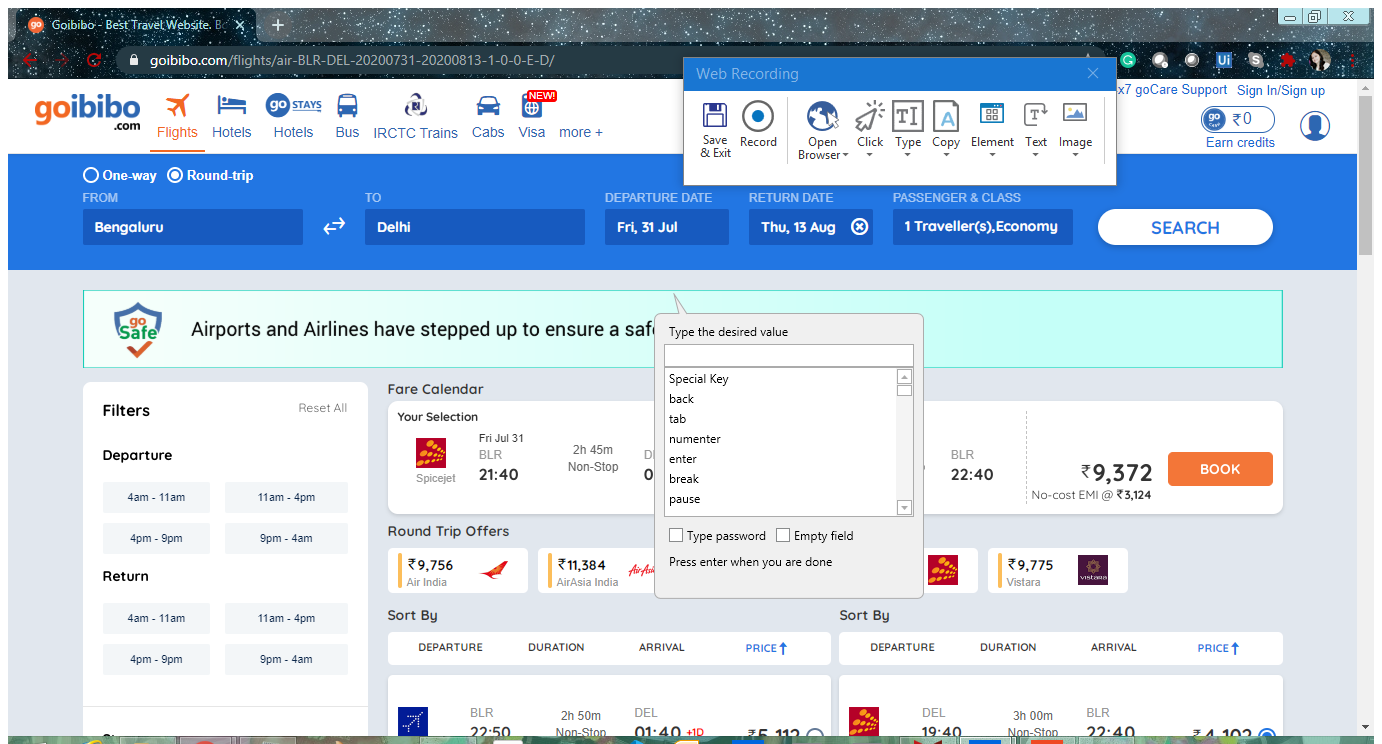 go Goibibo - Best Travel Website. Bo
goibibo.com/flights/air-BLR-DEL-20200731-20200813-1-0-0-E-D/
Ui
Web Recording
Save & Exit
Record
Open Browser
Click
Type
Copy
Element
Text
Image
goibibo
.com
Flights
Hotels
go STAYS
Hotels
Bus
IRCTC Trains
Cabs
NEW!
Visa
more +
x7 goCare Support
Sign In/Sign up
go
₹0
Earn credits
One-way
Round-trip
FROM
TO
DEPARTURE DATE
RETURN DATE
PASSENGER & CLASS
Bengaluru
Delhi
Fri, 31 Jul
Thu, 13 Aug
1 Traveller(s),Economy
SEARCH
go Safe
Airports and Airlines have stepped up to ensure a safe
Type the desired value
Special Key
back
tab
numenter
enter
break
pause
Type password
Empty field
Press enter when you are done
Filters
Reset All
Departure
4am - 11am
11am - 4pm
4pm - 9pm
9pm - 4am
Return
4am - 11am
11am - 4pm
4pm - 9pm
9pm - 4am
Fare Calendar
Your Selection
Spicejet
Fri Jul 31
BLR
21:40
2h 45m
Non-Stop
BLR
22:40
₹9,372
No-cost EMI @ ₹3,124
BOOK
Round Trip Offers
₹9,756
Air India
₹11,384
AirAsia India
AirAsia
₹9,775
Vistara
VISTARA
Sort By
Sort By
DEPARTURE
DURATION
ARRIVAL
PRICE
DEPARTURE
DURATION
ARRIVAL
PRICE
BLR
22:50
2h 50m
Non-Stop
DEL
01:40 +1D
₹5,112
DEL
19:40
3h 00m
Non-Stop
BLR
22:40
₹4,102